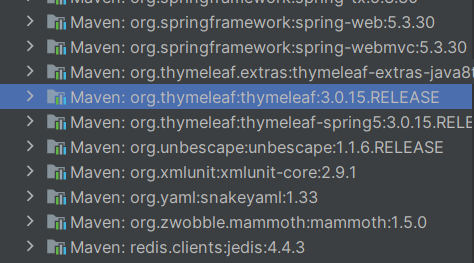 Maven: org.springframework:spring-tx:5.3.30
Maven: org.springframework:spring-web:5.3.30
Maven: org.springframework:spring-webmvc:5.3.30
Maven: org.thymeleaf.extras:thymeleaf-extras-java8t
Maven: org.thymeleaf:thymeleaf:3.0.15.RELEASE
Maven: org.thymeleaf:thymeleaf-spring5:3.0.15.RELE
Maven: org.unbescape:unbescape:1.1.6.RELEASE
Maven: org.xmlunit:xmlunit-core:2.9.1
Maven: org.yaml:snakeyaml:1.33
Maven: org.zwobble.mammoth:mammoth:1.5.0
Maven: redis.clients:jedis:4.4.3